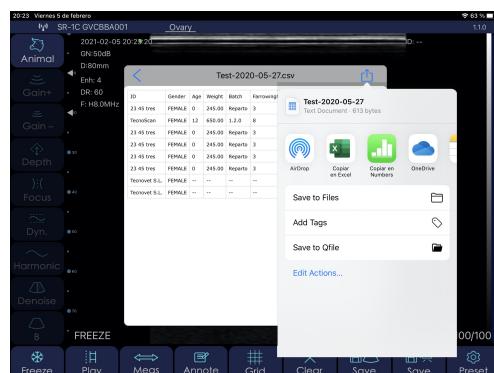 20:23 Viernes 5 de febrero
63 %
SR-1C GVCBBA001
Ovary
1.1.0
2021-02-05 20:23:20
ID: --
GN:50dB
D:80mm
Enh: 4
DR: 60
F: H8.0MHz
Animal
Gain+
Gain –
Depth
Focus
Dyn.
Harmonic
Denoise
B
Test-2020-05-27.csv
ID Gender Age Weight Batch Farrowing
23 45 tres FEMALE 0 245.00 Reparto 3
TecnoScan FEMALE 12 650.00 1.2.0 8
23 45 tres FEMALE 0 245.00 Reparto 3
23 45 tres FEMALE 0 245.00 Reparto 3
23 45 tres FEMALE 0 245.00 Reparto 3
23 45 tres FEMALE 0 245.00 Reparto 3
Tecnovet S.L. FEMALE -- -- -- --
Tecnovet S.L. FEMALE -- -- -- --
Test-2020-05-27
Text Document · 613 bytes
AirDrop
Copiar en Excel
Copiar en Numbers
OneDrive
Save to Files
Add Tags
Save to Qfile
Edit Actions...
30
40
50
60
70
FREEZE
00/100
Freeze
Play
Meas
Annote
Grid
Clear
Save
Save
Preset